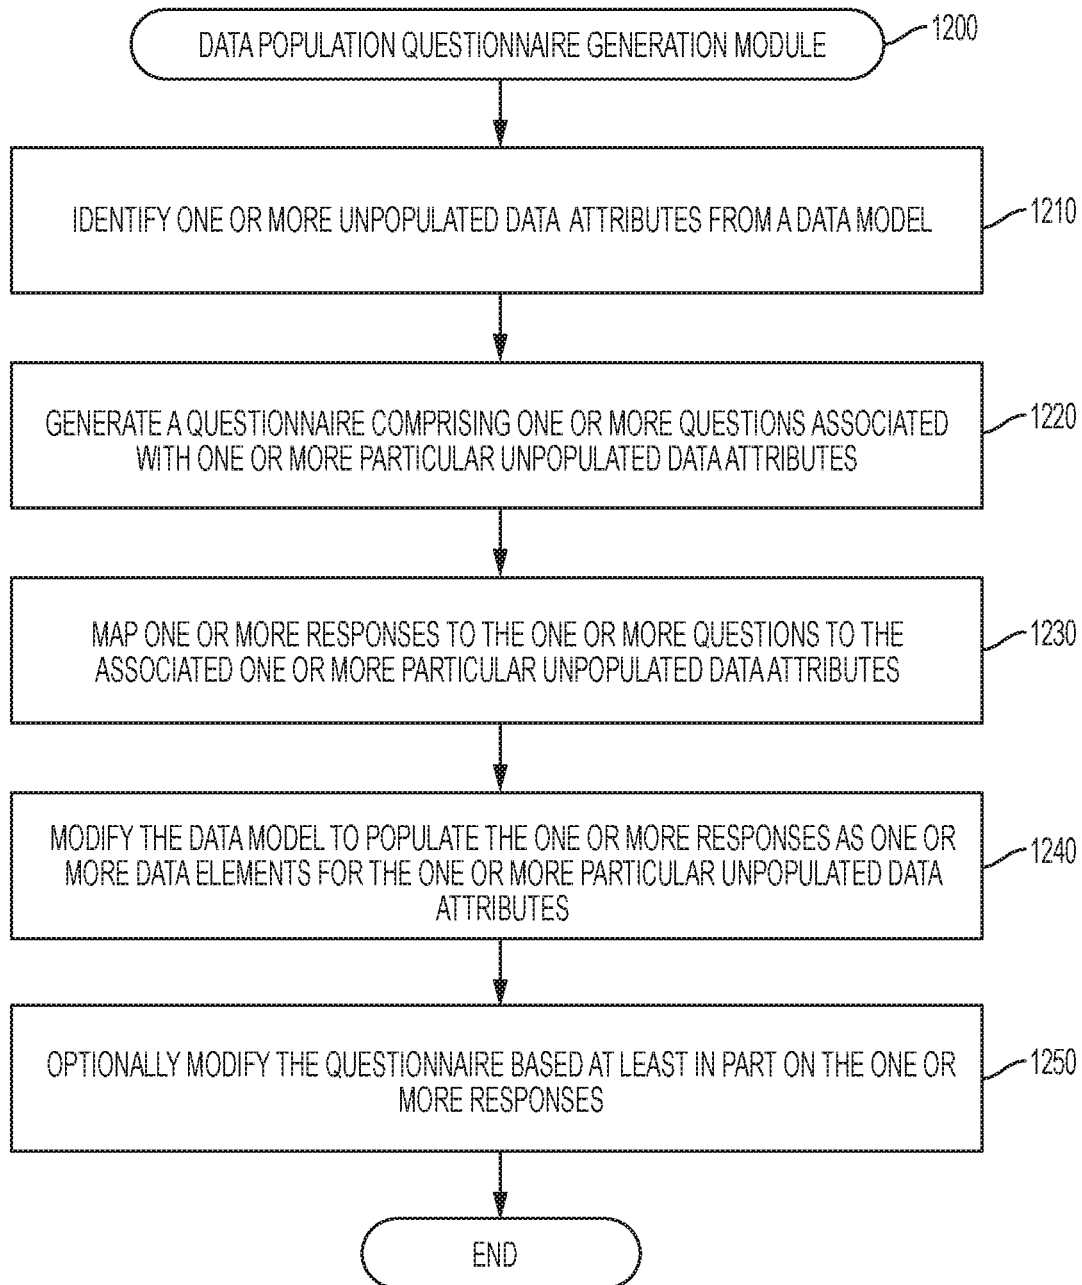 DATA POPULATION QUESTIONNAIRE GENERATION MODULE
1200
IDENTIFY ONE OR MORE UNPOPULATED DATA ATTRIBUTES FROM A DATA MODEL
1210
GENERATE A QUESTIONNAIRE COMPRISING ONE OR MORE QUESTIONS ASSOCIATED
WITH ONE OR MORE PARTICULAR UNPOPULATED DATA ATTRIBUTES
1220
MAP ONE OR MORE RESPONSES TO THE ONE OR MORE QUESTIONS TO THE
ASSOCIATED ONE OR MORE PARTICULAR UNPOPULATED DATA ATTRIBUTES
1230
MODIFY THE DATA MODEL TO POPULATE THE ONE OR MORE RESPONSES AS ONE OR
MORE DATA ELEMENTS FOR THE ONE OR MORE PARTICULAR UNPOPULATED DATA
ATTRIBUTES
1240
OPTIONALLY MODIFY THE QUESTIONNAIRE BASED AT LEAST IN PART ON THE ONE OR
MORE RESPONSES
1250
END